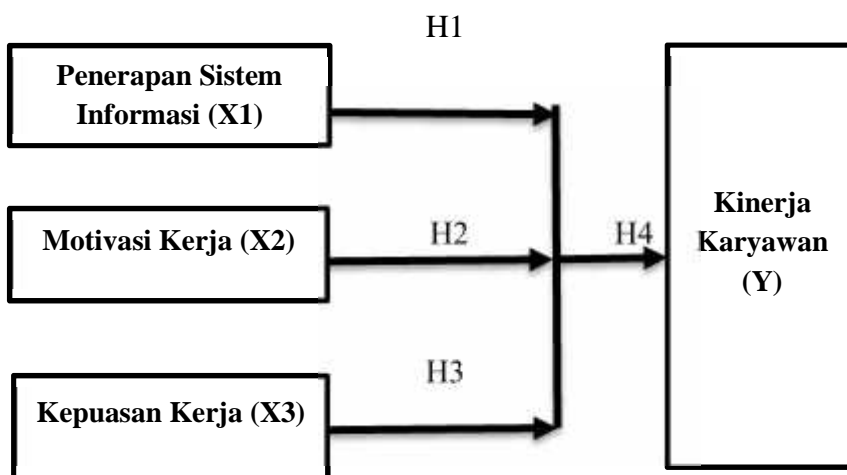 H1
Penerapan Sistem
Informasi (X1)
Motivasi Kerja (X2)
H2
H4
Kinerja
Karyawan
(Y)
H3
Kepuasan Kerja (X3)